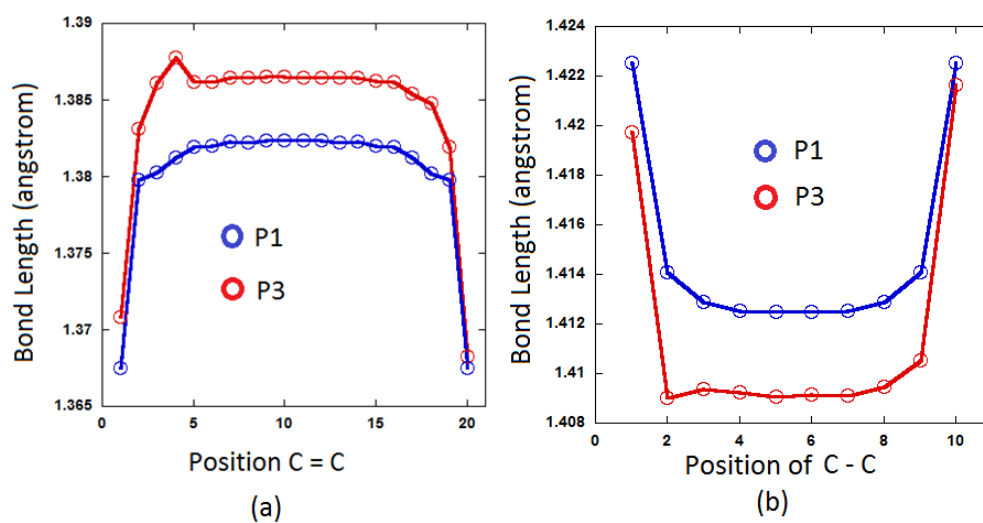 1.39
1.385
1.38
1.375
1.37
1.365
0
5
10
15
20
Bond Length (angstrom)
P1
P3
Position C = C
(a)
1.424
1.422
1.42
1.418
1.416
1.414
1.412
1.41
1.408
0
2
4
6
8
10
Bond Length (angstrom)
P1
P3
Position of C - C
(b)